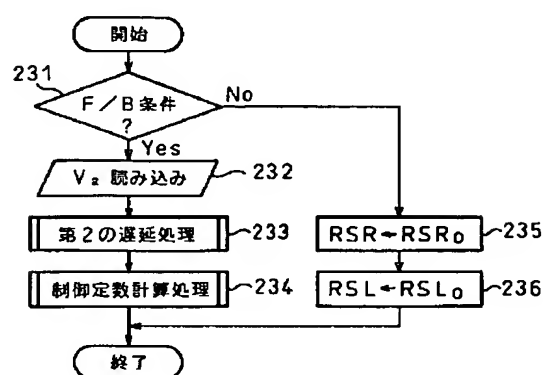 開始
231
F/B条件
?
No
Yes
V₂ 読み込み
232
第2の遅延処理
233
RSR←RSR₀
235
制御定数計算処理
234
RSL←RSL₀
236
終了